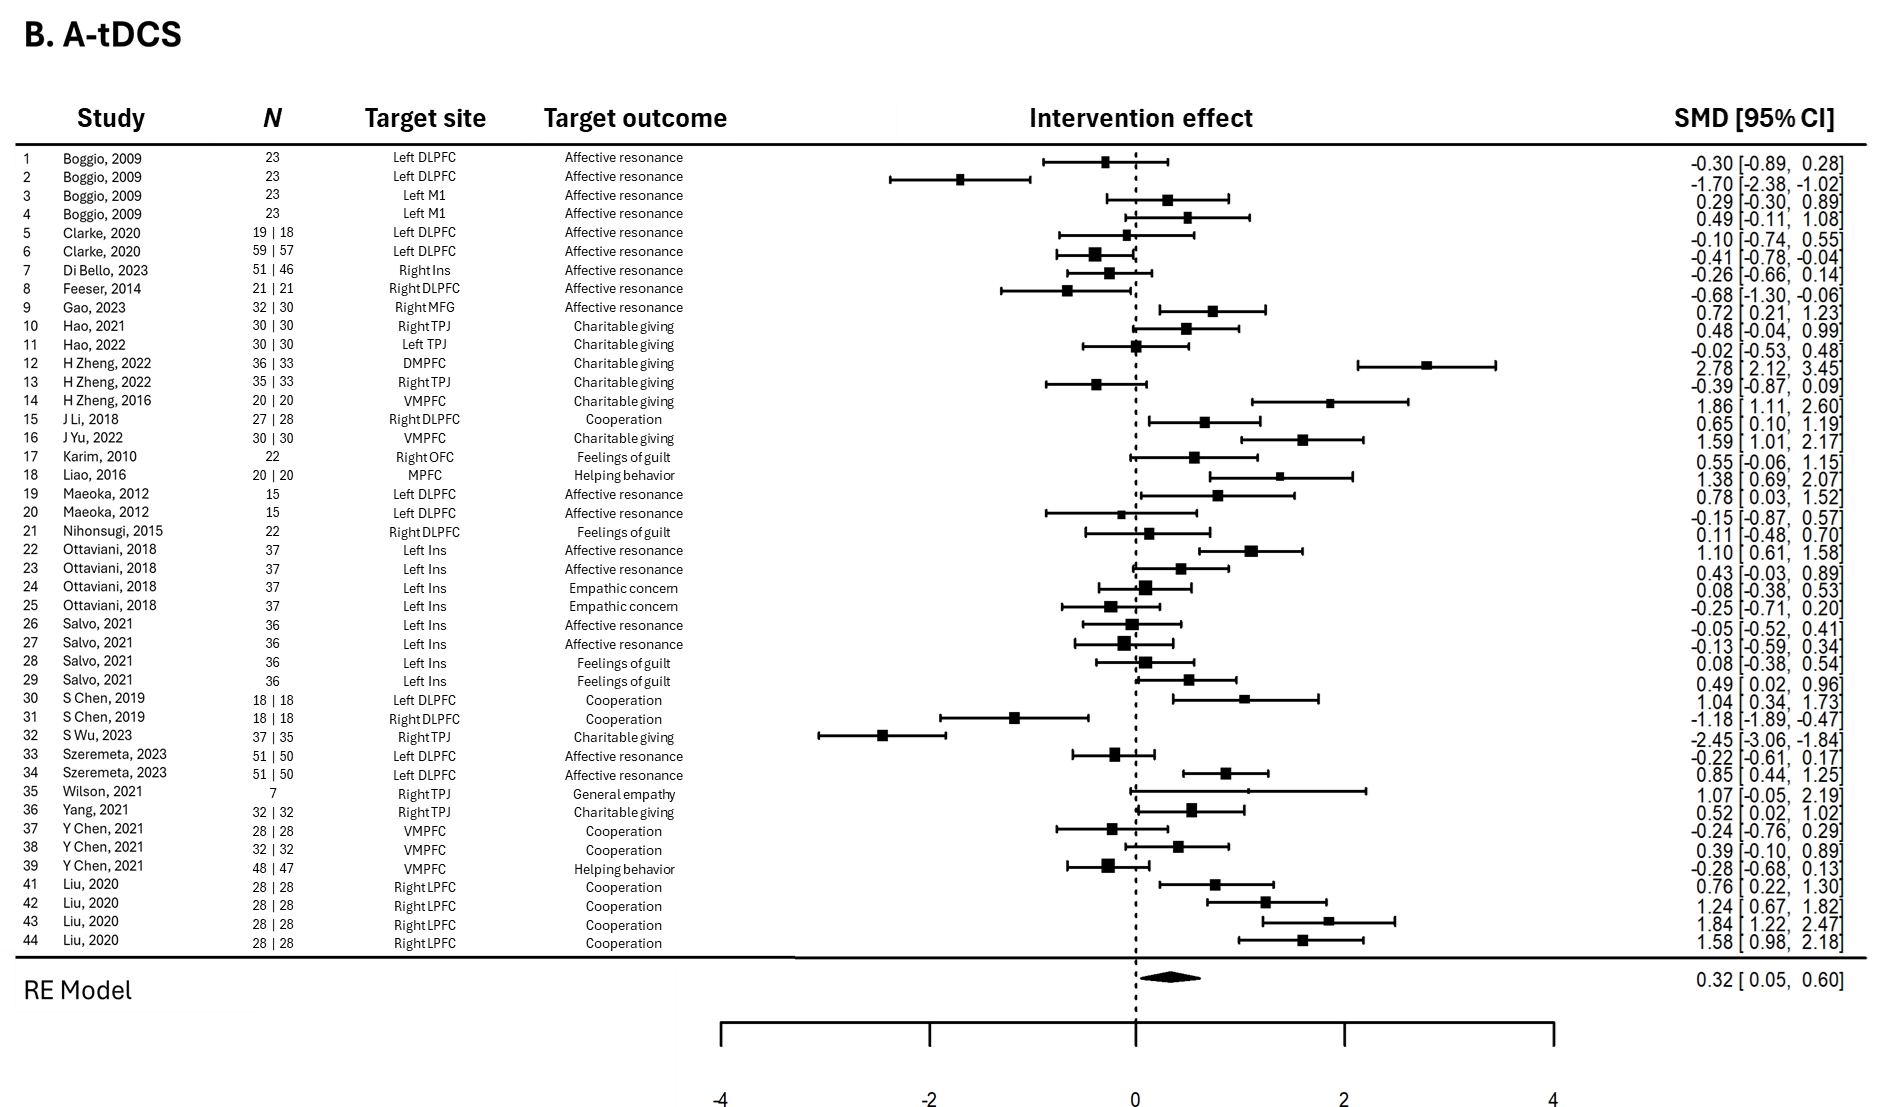 B. A-tDCS
Study N Target site Target outcome Intervention effect SMD [95% CI]
1 Boggio, 2009 23 Left DLPFC Affective resonance -0.30 [-0.89, 0.28]
2 Boggio, 2009 23 Left DLPFC Affective resonance -1.70 [-2.38, -1.02]
3 Boggio, 2009 23 Left M1 Affective resonance 0.29 [-0.30, 0.89]
4 Boggio, 2009 23 Left M1 Affective resonance 0.49 [-0.11, 1.08]
5 Clarke, 2020 19 | 18 Left DLPFC Affective resonance -0.10 [-0.74, 0.55]
6 Clarke, 2020 59 | 57 Left DLPFC Affective resonance -0.41 [-0.78, -0.04]
7 Di Bello, 2023 51 | 46 Right Ins Affective resonance -0.26 [-0.66, 0.14]
8 Feeser, 2014 21 | 21 Right DLPFC Affective resonance -0.68 [-1.30, -0.06]
9 Gao, 2023 32 | 30 Right MFG Affective resonance 0.72 [ 0.21, 1.23]
10 Hao, 2021 30 | 30 Right TPJ Charitable giving 0.48 [-0.04, 0.99]
11 Hao, 2022 30 | 30 Left TPJ Charitable giving -0.02 [-0.53, 0.48]
12 H Zheng, 2022 36 | 33 DMPFC Charitable giving 2.78 [ 2.12, 3.45]
13 H Zheng, 2022 35 | 33 Right TPJ Charitable giving -0.39 [-0.87, 0.09]
14 H Zheng, 2016 20 | 20 VMPFC Charitable giving 1.86 [ 1.11, 2.60]
15 J Li, 2018 27 | 28 Right DLPFC Cooperation 0.65 [ 0.10, 1.19]
16 J Yu, 2022 30 | 30 VMPFC Charitable giving 1.59 [ 1.01, 2.17]
17 Karim, 2010 22 Right OFC Feelings of guilt 0.55 [-0.06, 1.15]
18 Liao, 2016 20 | 20 MPFC Helping behavior 1.38 [ 0.69, 2.07]
19 Maeoka, 2012 15 Left DLPFC Affective resonance 0.78 [ 0.03, 1.52]
20 Maeoka, 2012 15 Left DLPFC Affective resonance -0.15 [-0.87, 0.57]
21 Nihonsugi, 2015 22 Right DLPFC Feelings of guilt 0.11 [-0.48, 0.70]
22 Ottaviani, 2018 37 Left Ins Affective resonance 1.10 [ 0.61, 1.58]
23 Ottaviani, 2018 37 Left Ins Affective resonance 0.43 [-0.03, 0.89]
24 Ottaviani, 2018 37 Left Ins Empathic concern 0.08 [-0.38, 0.53]
25 Ottaviani, 2018 37 Left Ins Empathic concern -0.25 [-0.71, 0.20]
26 Salvo, 2021 36 Left Ins Affective resonance -0.05 [-0.52, 0.41]
27 Salvo, 2021 36 Left Ins Affective resonance -0.13 [-0.59, 0.34]
28 Salvo, 2021 36 Left Ins Feelings of guilt 0.08 [-0.38, 0.54]
29 Salvo, 2021 36 Left Ins Feelings of guilt 0.49 [ 0.02, 0.96]
30 S Chen, 2019 18 | 18 Left DLPFC Cooperation 1.04 [ 0.34, 1.73]
31 S Chen, 2019 18 | 18 Right DLPFC Cooperation -1.18 [-1.89, -0.47]
32 S Wu, 2023 37 | 35 Right TPJ Charitable giving -2.45 [-3.06, -1.84]
33 Szeremeta, 2023 51 | 50 Left DLPFC Affective resonance -0.22 [-0.61, 0.17]
34 Szeremeta, 2023 51 | 50 Left DLPFC Affective resonance 0.85 [ 0.44, 1.25]
35 Wilson, 2021 7 Right TPJ General empathy 1.07 [-0.05, 2.19]
36 Yang, 2021 32 | 32 Right TPJ Charitable giving 0.52 [ 0.02, 1.02]
37 Y Chen, 2021 28 | 28 VMPFC Cooperation -0.24 [-0.76, 0.29]
38 Y Chen, 2021 32 | 32 VMPFC Cooperation 0.39 [-0.10, 0.89]
39 Y Chen, 2021 48 | 47 VMPFC Helping behavior -0.28 [-0.68, 0.13]
41 Liu, 2020 28 | 28 Right LPFC Cooperation 0.76 [ 0.22, 1.30]
42 Liu, 2020 28 | 28 Right LPFC Cooperation 1.24 [ 0.67, 1.82]
43 Liu, 2020 28 | 28 Right LPFC Cooperation 1.84 [ 1.22, 2.47]
44 Liu, 2020 28 | 28 Right LPFC Cooperation 1.58 [ 0.98, 2.18]
RE Model 0.32 [ 0.05, 0.60]
-4 -2 0 2 4